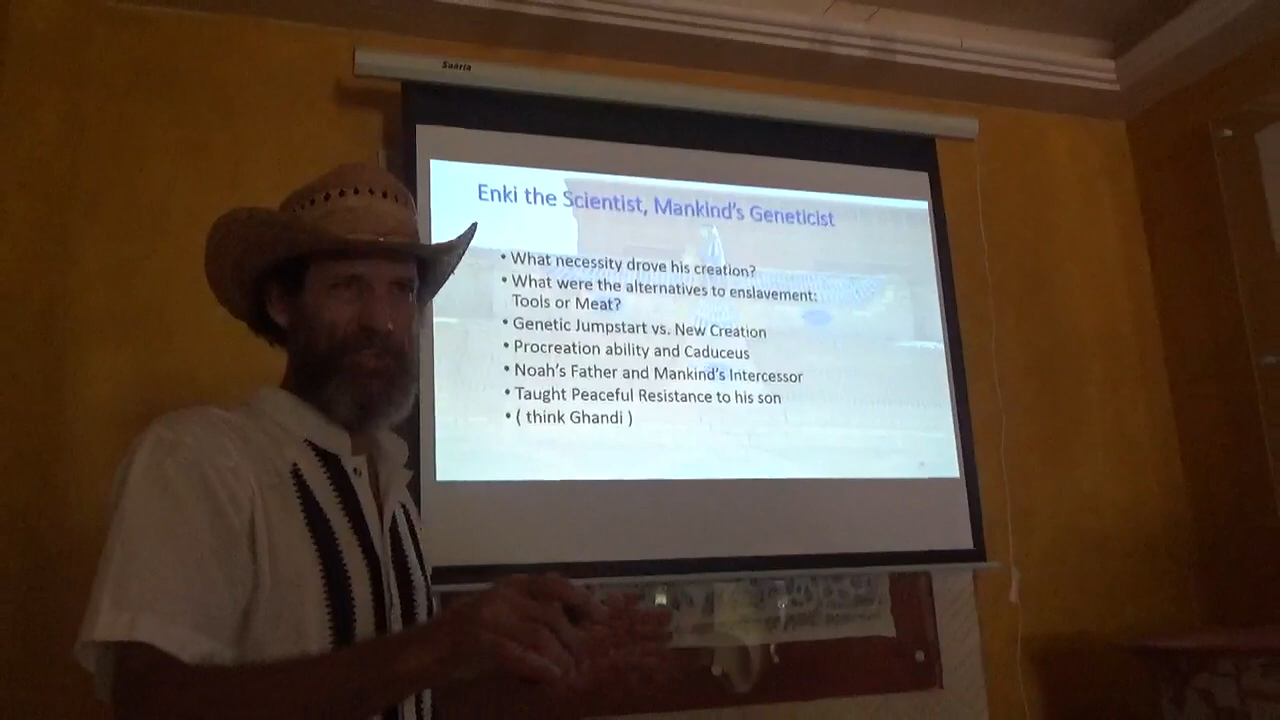 Enki the Scientist, Mankind's Geneticist
• What necessity drove his creation?
• What were the alternatives to enslavement:
Tools or Meat?
• Genetic Jumpstart vs. New Creation
• Procreation ability and Caduceus
• Noah's Father and Mankind's Intercessor
• Taught Peaceful Resistance to his son
• ( think Ghandi )